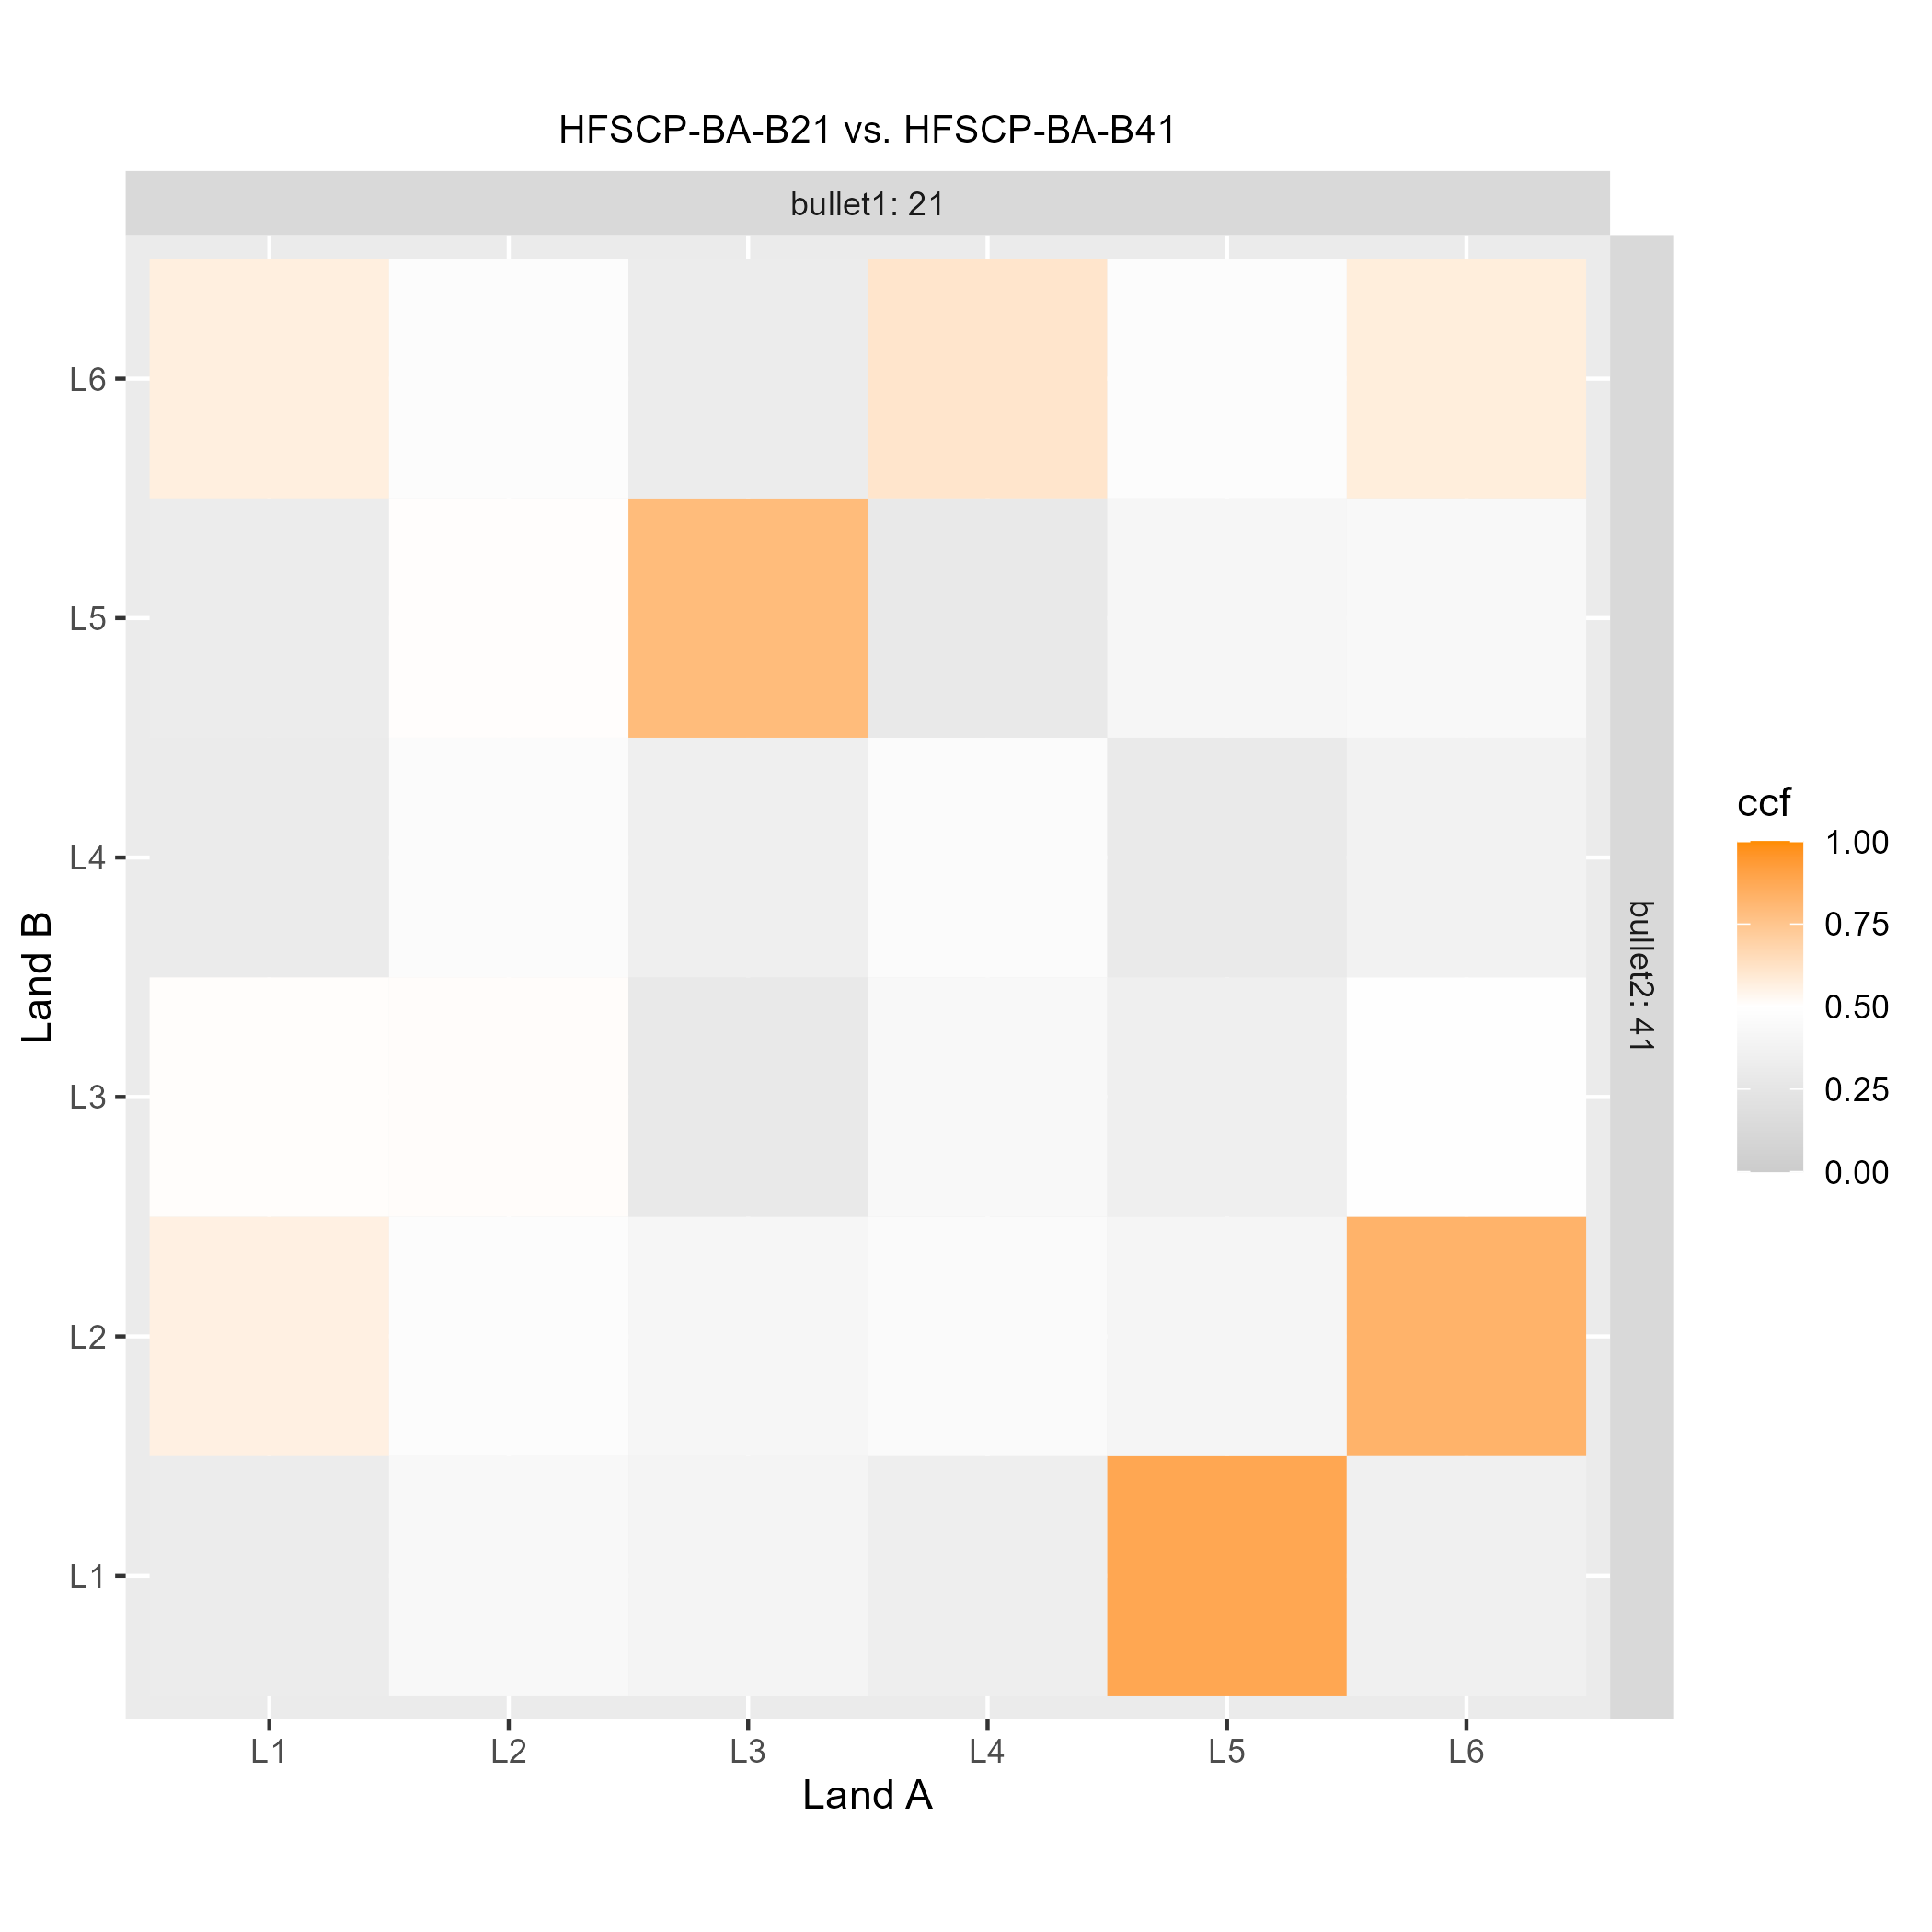 HFSCP-BA-B21 vs. HFSCP-BA-B41
bullet1: 21
L6
L5
L4
L3
L2
L1
Land B
bullet2: 41
L1 L2 L3 L4 L5 L6
Land A
ccf
1.00
0.75
0.50
0.25
0.00